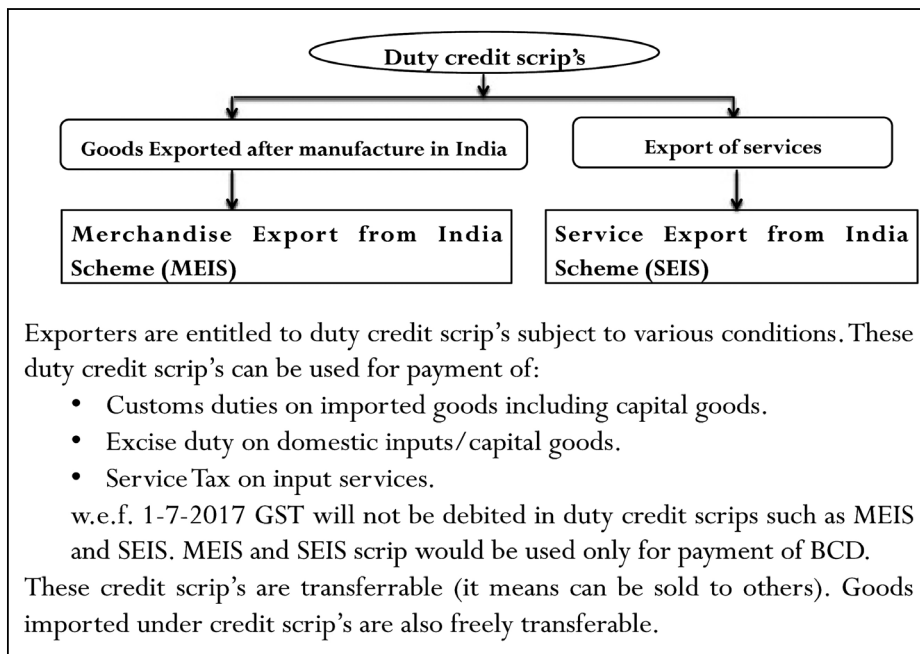 Duty credit scrip's
Goods Exported after manufacture in India
Export of services
Merchandise Export from India
Scheme (MEIS)
Service Export from India
Scheme (SEIS)
Exporters are entitled to duty credit scrip's subject to various conditions. These
duty credit scrip's can be used for payment of:
• Customs duties on imported goods including capital goods.
• Excise duty on domestic inputs/capital goods.
• Service Tax on input services.
w.e.f. 1-7-2017 GST will not be debited in duty credit scrips such as MEIS
and SEIS. MEIS and SEIS scrip would be used only for payment of BCD.
These credit scrip's are transferrable (it means can be sold to others). Goods
imported under credit scrip's are also freely transferable.